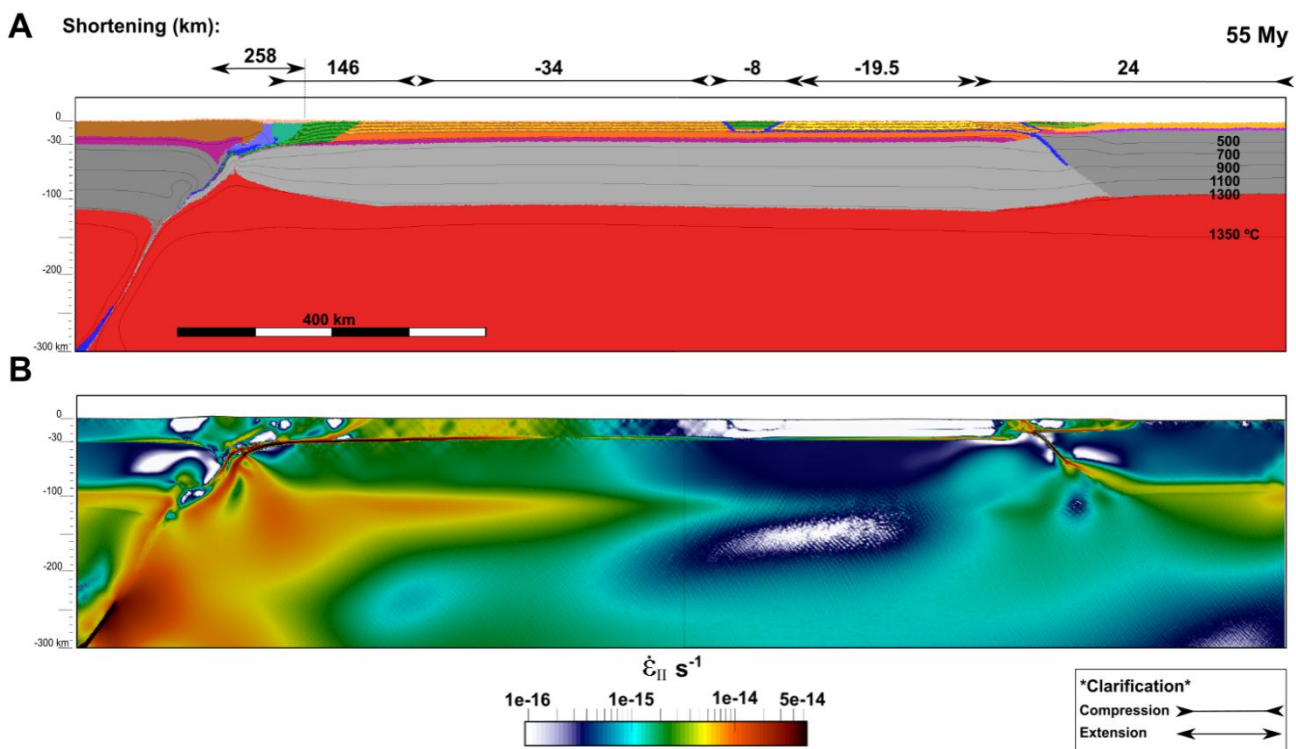 A
Shortening (km):
55 My
258
146
-34
-8
-19.5
24
0
-30
-100
-200
-300 km
500
700
900
1100
1300
1350 ºC
400 km
B
0
-30
-100
-200
-300 km
ε̇II s-1
1e-16 1e-15 1e-14 5e-14
*Clarification*
Compression
Extension